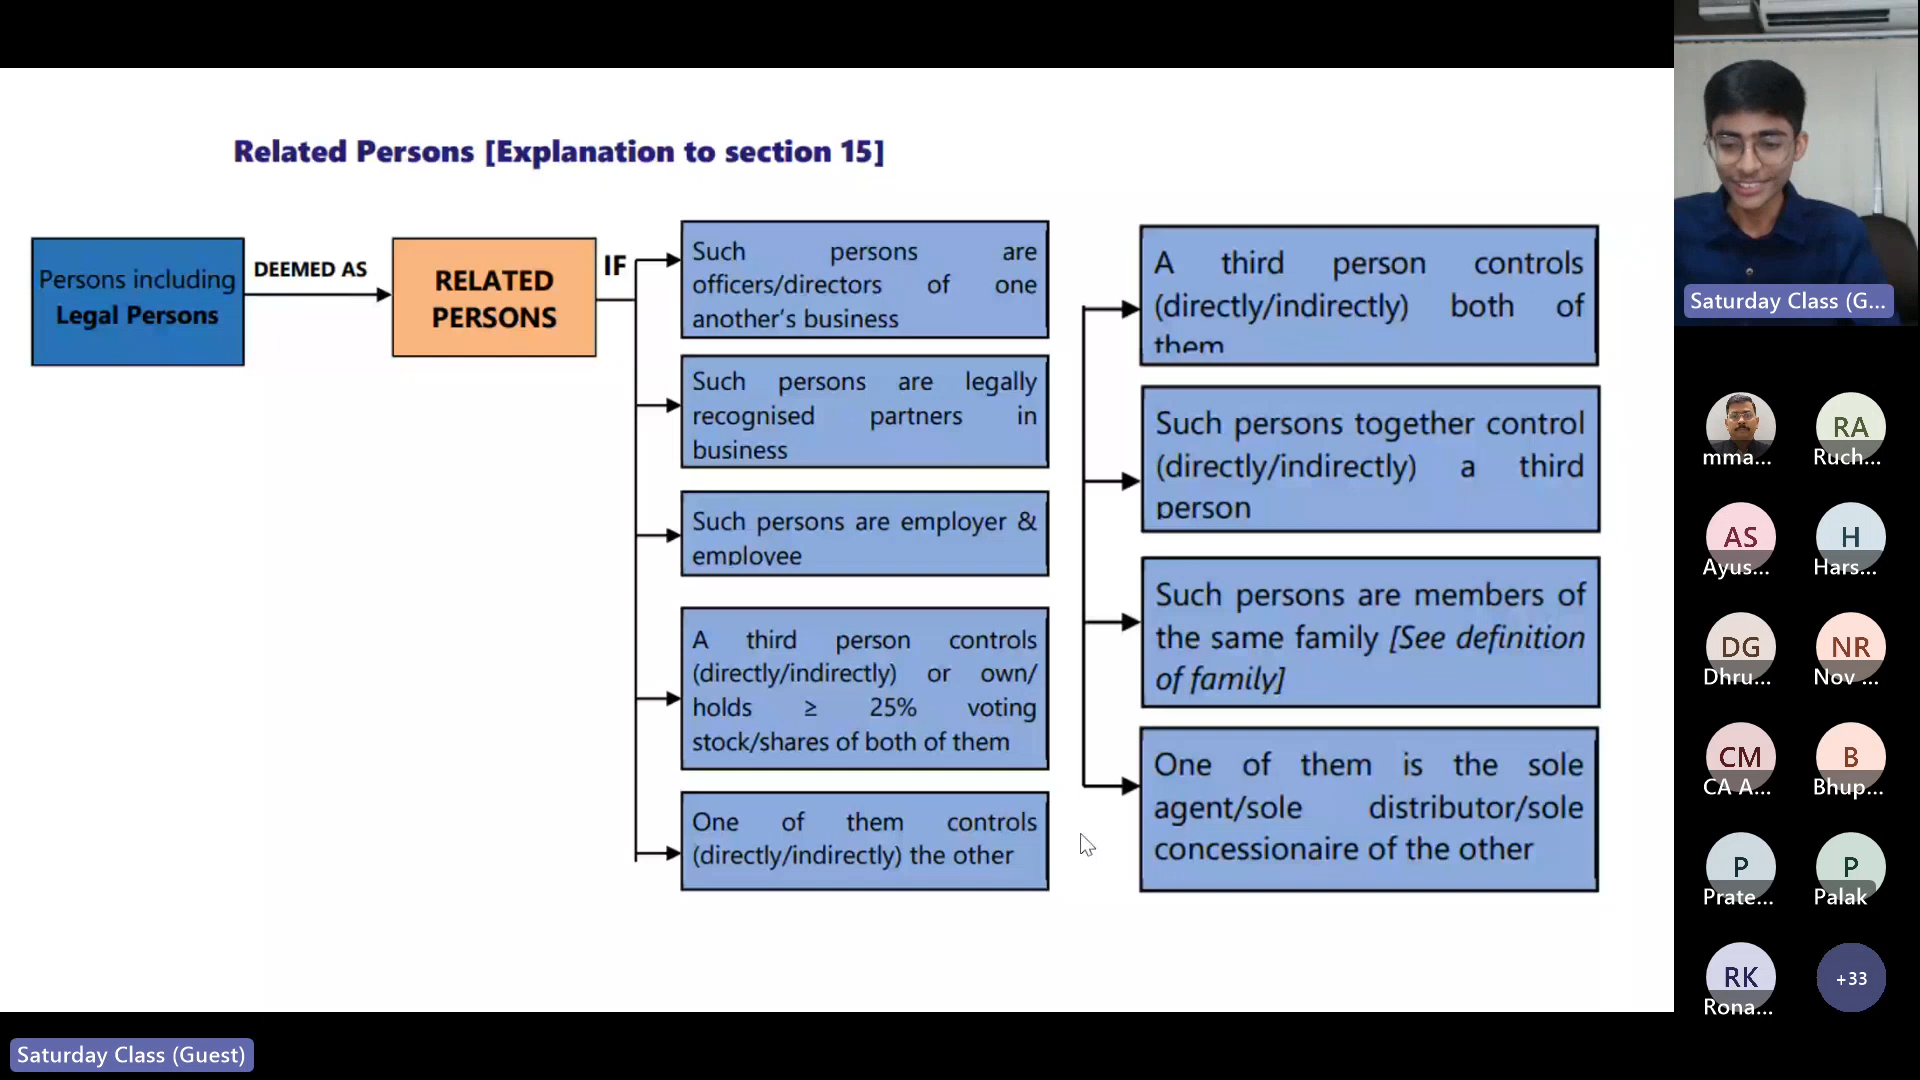 Related Persons [Explanation to section 15]
Persons including
Legal Persons
DEEMED AS
RELATED
PERSONS
IF
Such persons are
officers/directors of one
another's business
Such persons are legally
recognised partners in
business
Such persons are employer &
employee
A third person controls
(directly/indirectly) or own/
holds ≥ 25% voting
stock/shares of both of them
One of them controls
(directly/indirectly) the other
A third person controls
(directly/indirectly) both of
them
Such persons together control
(directly/indirectly) a third
person
Such persons are members of
the same family [See definition
of family]
One of them is the sole
agent/sole distributor/sole
concessionaire of the other
Saturday Class (G...
mma...
RA
Ruch...
AS
Ayus...
H
Hars...
DG
Dhru...
NR
Nov ...
CM
CA A...
B
Bhup...
P
Prate...
P
Palak
RK
Rona...
+33
Saturday Class (Guest)